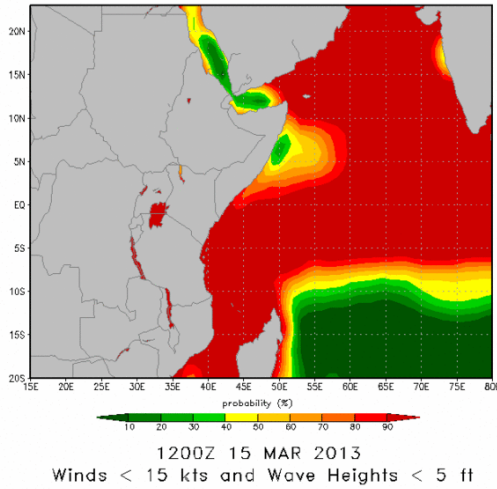 20N
15N
10N
5N
EQ
5S
10S
15S
20S
15E 20E 25E 30E 35E 40E 45E 50E 55E 60E 65E 70E 75E 80E
probability (%)
10 20 30 40 50 60 70 80 90
1200Z 15 MAR 2013
Winds < 15 kts and Wave Heights < 5 ft